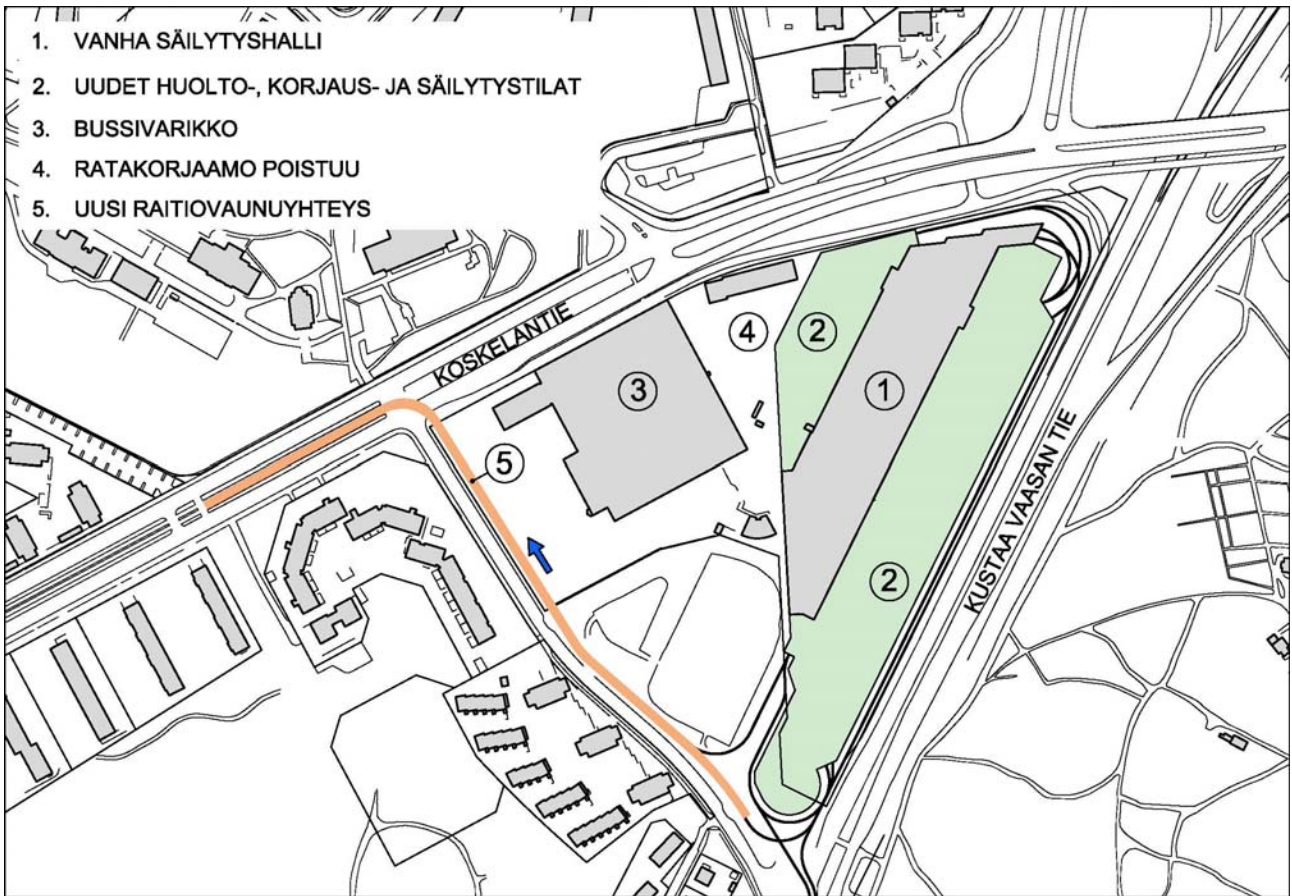 1. VANHA SÄILYTYSHALLI
2. UUDET HUOLTO-, KORJAUS- JA SÄILYTYSTILAT
3. BUSSIVARIKKO
4. RATAKORJAAMO POISTUU
5. UUSI RAITIOVAUNUYHTEYS
KOSKELANTIE
4
2
3
1
5
2
KUSTAA VAASAN TIE